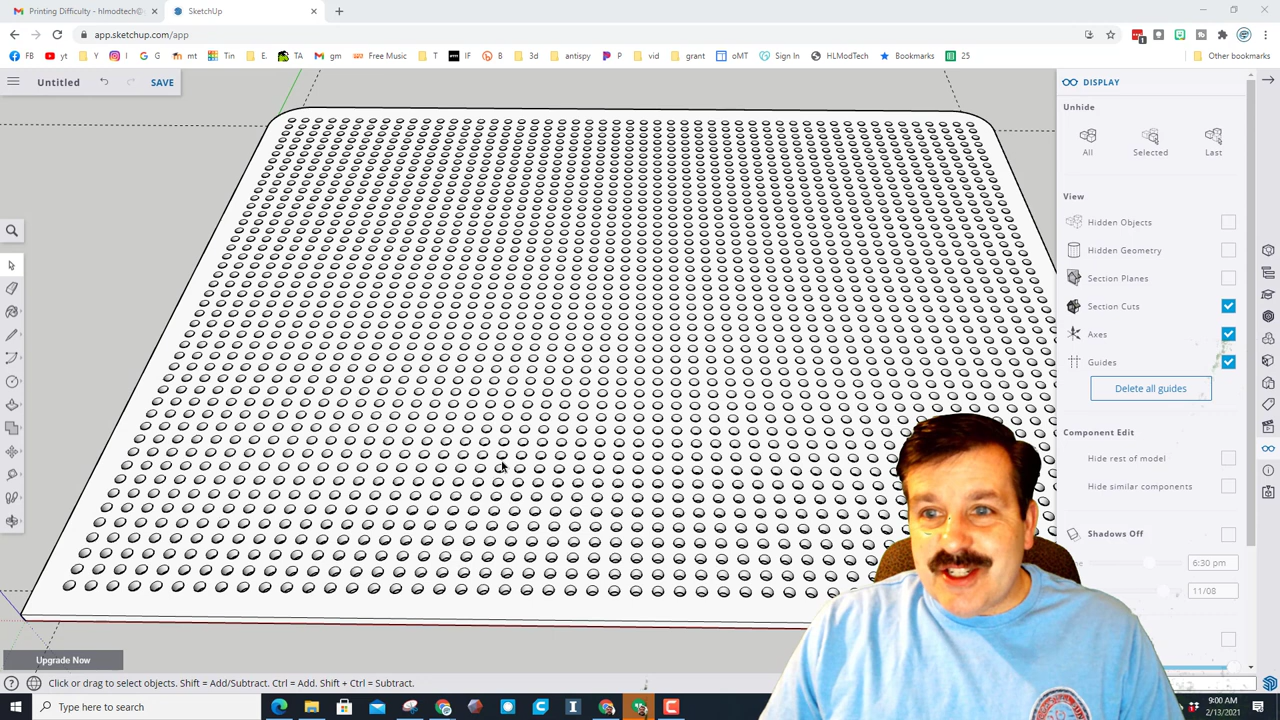 Printing Difficulty - hlmodtech@
SketchUp
app.sketchup.com/app
FB
yt
Y
I
G
mt
Tin
E.
TA
gm
Free Music
T
IF
B
3d
antispy
P
vid
grant
oMT
Sign In
HLModTech
Bookmarks
25
Other bookmarks
Untitled
SAVE
DISPLAY
Unhide
All
Selected
Last
View
Hidden Objects
Hidden Geometry
Section Planes
Section Cuts
Axes
Guides
Delete all guides
Component Edit
Hide rest of model
Hide similar components
Shadows Off
6:30 pm
11/08
Upgrade Now
Click or drag to select objects. Shift = Add/Subtract. Ctrl = Add. Shift + Ctrl = Subtract.
Type here to search
9:00 AM
2/13/2021